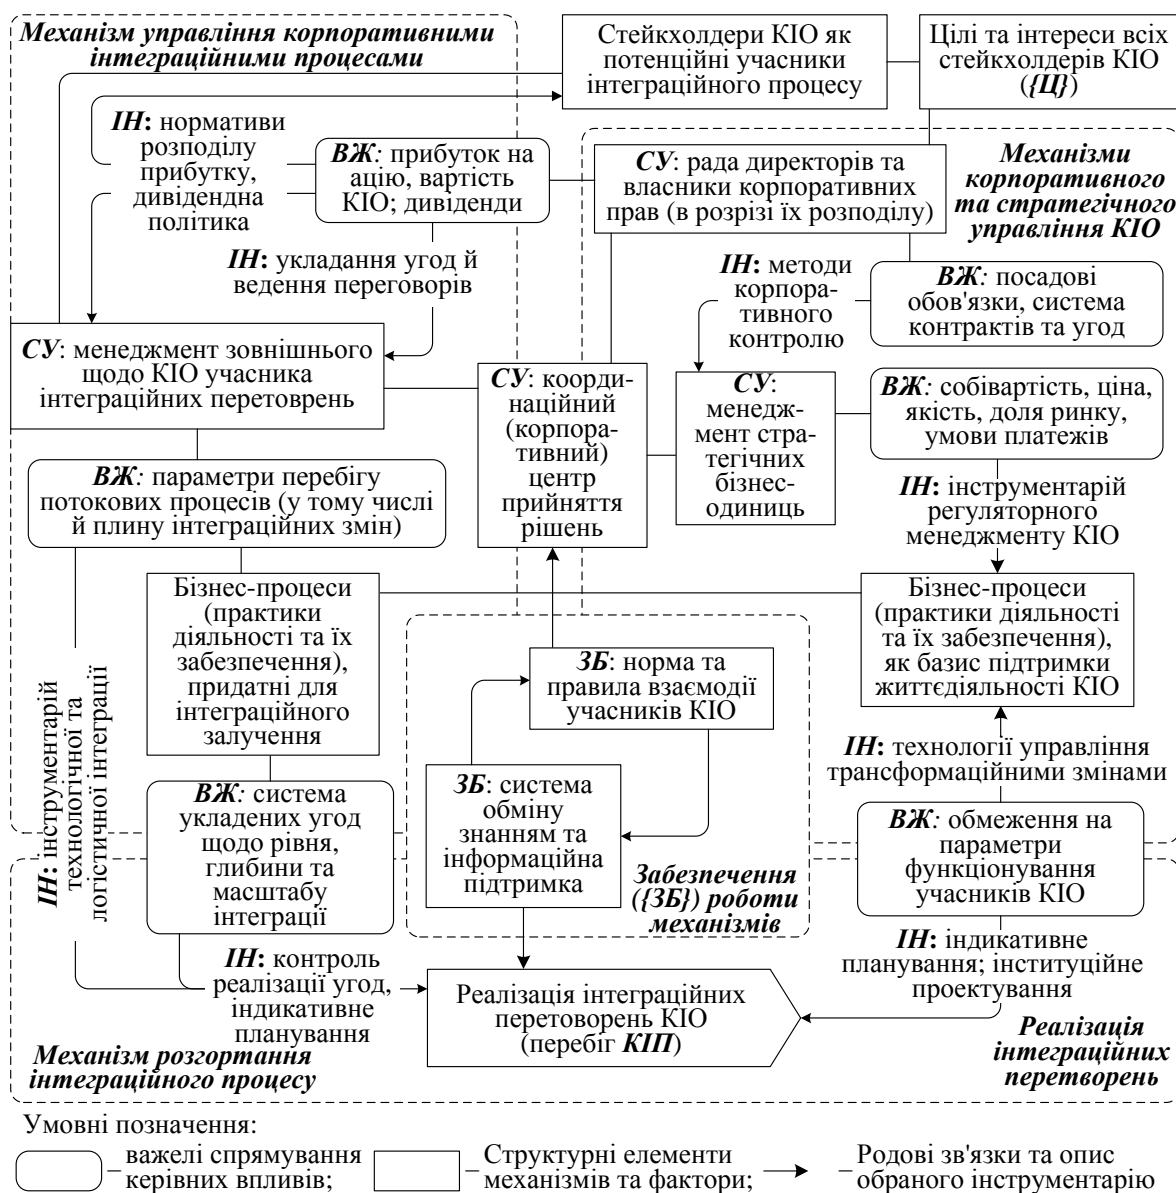 Механізм управління корпоративними
інтеграційними процесами
Стейкхолдери КІО як
потенційні учасники
інтеграційного процесу
Цілі та інтереси всіх
стейкхолдерів КІО
({Ц})
ІН: нормативи
розподілу
прибутку,
дивідендна
політика
ВЖ: прибуток на
ацію, вартість
КІО; дивіденди
СУ: рада директорів та
власники корпоративних
прав (в розрізі їх розподілу)
Механізми
корпоративного
та стратегічного
управління КІО
ІН: укладання угод й
ведення переговорів
ІН: методи
корпора-
тивного
контролю
ВЖ: посадові
обов'язки, система
контрактів та угод
СУ: менеджмент зовнішнього
щодо КІО учасника
інтеграційних перетоврень
СУ: коорди-
наційний
(корпора-
тивний)
центр
прийняття
рішень
СУ:
менедж-
мент стра-
тегічних
бізнес-
одиниць
ВЖ: собівартість, ціна,
якість, доля ринку,
умови платежів
ВЖ: параметри перебігу
потокових процесів (у тому числі
й плину інтеграційних змін)
ІН: інструментарій
регуляторного
менеджменту КІО
Бізнес-процеси
(практики
діяльності та їх
забезпечення),
придатні для
інтеграційного
залучення
Бізнес-процеси
(практики діяльності
та їх забезпечення),
як базис підтримки
життєдіяльності КІО
ЗБ: норма та
правила взаємодії
учасників КІО
ІН: інструментарій
технологічної та
логістичної інтеграції
ІН: технології управління
трансформаційними змінами
ВЖ: система
укладених угод
щодо рівня,
глибини та
масштабу
інтеграції
ЗБ: система
обміну
знанням та
інформаційна
підтримка
ВЖ: обмеження на
параметри
функціонування
учасників КІО
Забезпечення
({ЗБ}) роботи
механізмів
ІН: контроль
реалізації угод,
індикативне
планування
Реалізація інтеграційних
перетоворень КІО
(перебіг КІП)
ІН: індикативне
планування; інституційне
проектування
Механізм розгортання
інтеграційного процесу
Реалізація
інтеграційних
перетворень
Умовні позначення:
– важелі спрямування
керівних впливів;
– Структурні елементи
механізмів та фактори;
– Родові зв'язки та опис
обраного інструментарію